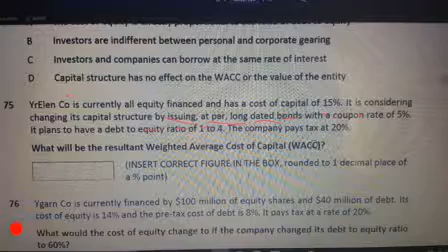 B Investors are indifferent between personal and corporate gearing
C Investors and companies can borrow at the same rate of interest
D Capital structure has no effect on the WACC or the value of the entity
75 YrElen Co is currently all equity financed and has a cost of capital of 15%. It is considering
changing its capital structure by issuing, at par, long dated bonds with a coupon rate of 5%.
It plans to have a debt to equity ratio of 1 to 4. The company pays tax at 20%.
What will be the resultant Weighted Average Cost of Capital (WACC)?
(INSERT CORRECT FIGURE IN THE BOX, rounded to 1 decimal place of
a % point)
76 Ygarn Co is currently financed by $100 million of equity shares and $40 million of debt. Its
cost of equity is 14% and the pre-tax cost of debt is 8%. It pays tax at a rate of 20%.
What would the cost of equity change to if the company changed its debt to equity ratio
to 60%?